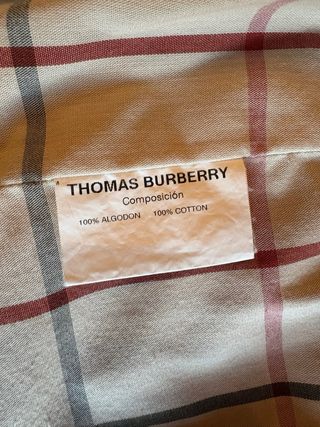 THOMAS BURBERRY
Composición
100% ALGODON 100% COTTON